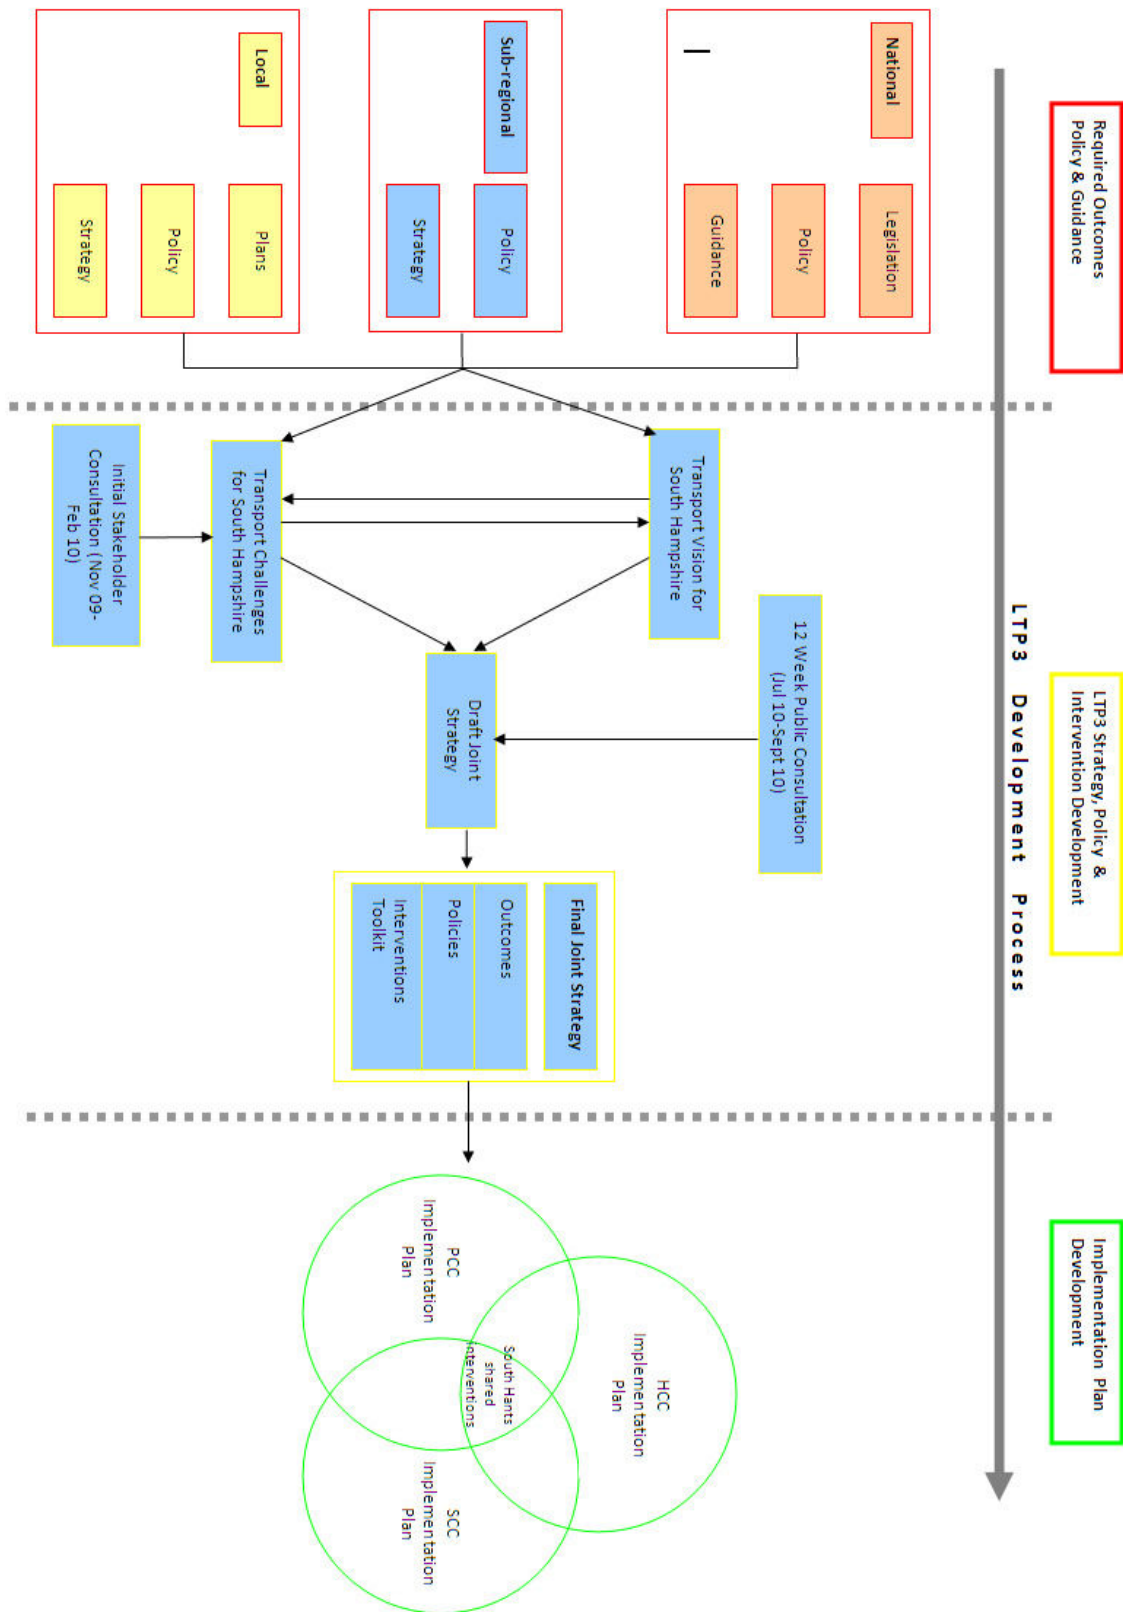 Required Outcomes
Policy & Guidance
LTP3 Strategy, Policy &
Intervention Development
Implementation Plan
Development
LTP3 Development Process
National
Legislation
Policy
Guidance
Sub-regional
Policy
Strategy
Local
Plans
Policy
Strategy
Transport Vision for
South Hampshire
12 Week Public Consultation
(Jul 10-Sept 10)
Transport Challenges
for South Hampshire
Initial Stakeholder
Consultation (Nov 09-
Feb 10)
Draft Joint
Strategy
Final Joint Strategy
Outcomes
Policies
Interventions
Toolkit
HCC
Implementation
Plan
South Hants
shared
interventions
PCC
Implementation
Plan
SCC
Implementation
Plan